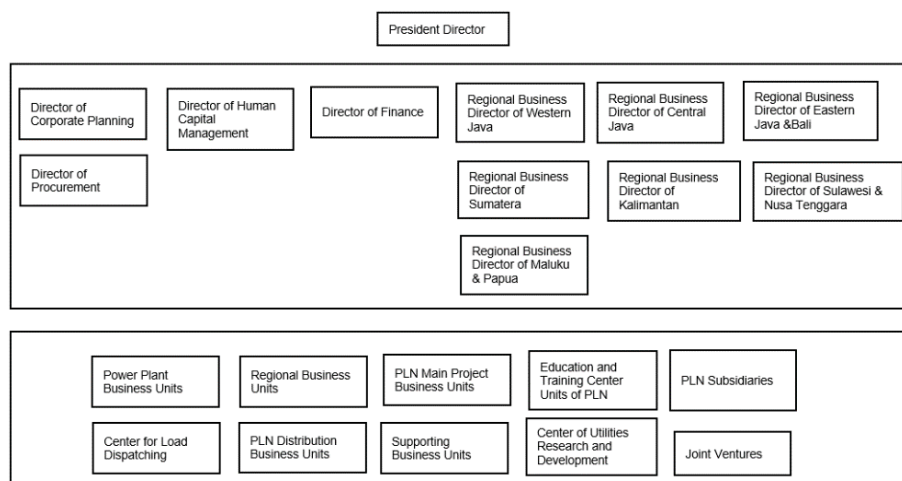 President Director
Director of
Corporate Planning
Director of Human
Capital
Management
Director of Finance
Regional Business
Director of Western
Java
Regional Business
Director of Central
Java
Regional Business
Director of Eastern
Java &Bali
Director of
Procurement
Regional Business
Director of
Sumatera
Regional Business
Director of
Kalimantan
Regional Business
Director of Sulawesi &
Nusa Tenggara
Regional Business
Director of Maluku
& Papua
Power Plant
Business Units
Regional Business
Units
PLN Main Project
Business Units
Education and
Training Center
Units of PLN
PLN Subsidiaries
Center for Load
Dispatching
PLN Distribution
Business Units
Supporting
Business Units
Center of Utilities
Research and
Development
Joint Ventures